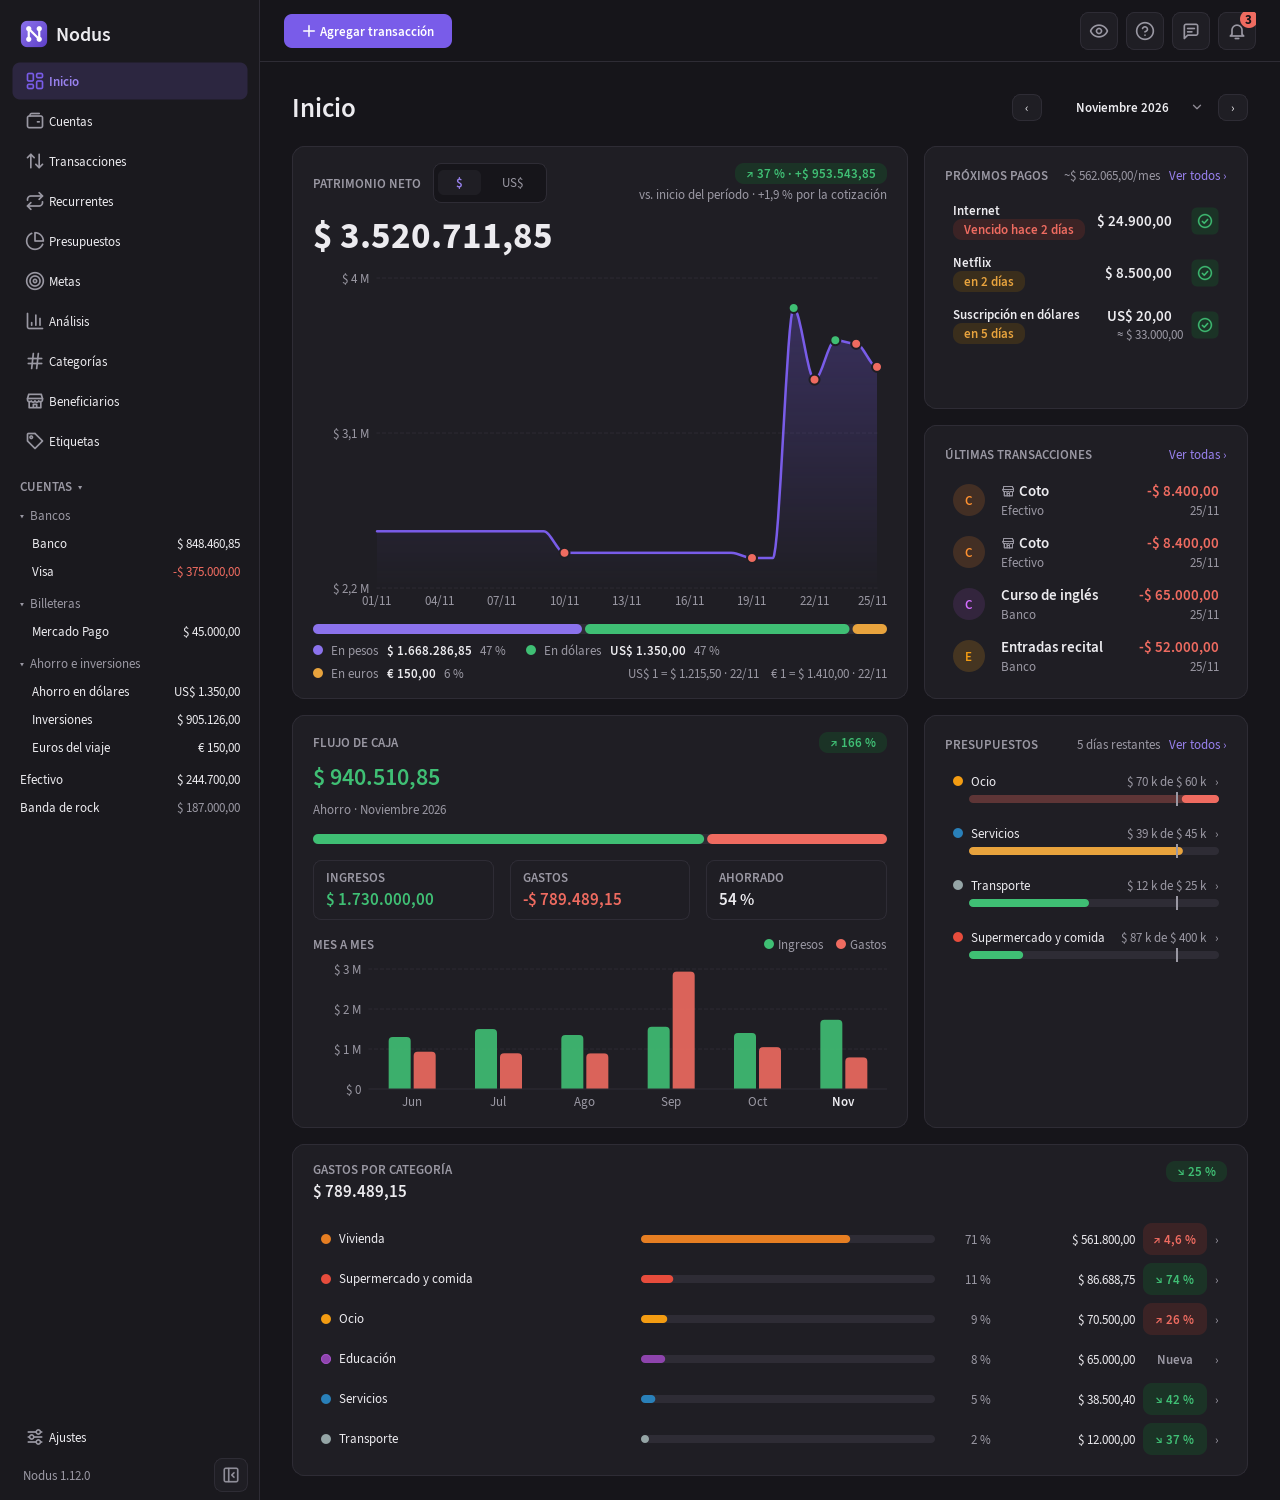 Nodus
Inicio
Cuentas
Transacciones
Recurrentes
Presupuestos
Metas
Análisis
Categorías
Beneficiarios
Etiquetas
CUENTAS
Bancos
Banco $ 848.460,85
Visa -$ 375.000,00
Billeteras
Mercado Pago $ 45.000,00
Ahorro e inversiones
Ahorro en dólares US$ 1.350,00
Inversiones $ 905.126,00
Euros del viaje € 150,00
Efectivo $ 244.700,00
Banda de rock $ 187.000,00
Ajustes
Nodus 1.12.0
+ Agregar transacción
3
Inicio
‹ Noviembre 2026 ›
PATRIMONIO NETO $ US$
↗ 37 % · +$ 953.543,85
vs. inicio del período · +1,9 % por la cotización
$ 3.520.711,85
$ 4 M
$ 3,1 M
$ 2,2 M
01/11 04/11 07/11 10/11 13/11 16/11 19/11 22/11 25/11
En pesos $ 1.668.286,85 47 % En dólares US$ 1.350,00 47 %
En euros € 150,00 6 % US$ 1 = $ 1.215,50 · 22/11 € 1 = $ 1.410,00 · 22/11
PRÓXIMOS PAGOS ~$ 562.065,00/mes Ver todos ›
Internet
Vencido hace 2 días $ 24.900,00
Netflix
en 2 días $ 8.500,00
Suscripción en dólares US$ 20,00
en 5 días ≈ $ 33.000,00
ÚLTIMAS TRANSACCIONES Ver todas ›
C Coto -$ 8.400,00
Efectivo 25/11
C Coto -$ 8.400,00
Efectivo 25/11
C Curso de inglés -$ 65.000,00
Banco 25/11
E Entradas recital -$ 52.000,00
Banco 25/11
FLUJO DE CAJA ↗ 166 %
$ 940.510,85
Ahorro · Noviembre 2026
INGRESOS
$ 1.730.000,00
GASTOS
-$ 789.489,15
AHORRADO
54 %
MES A MES Ingresos Gastos
$ 3 M
$ 2 M
$ 1 M
$ 0
Jun Jul Ago Sep Oct Nov
PRESUPUESTOS 5 días restantes Ver todos ›
Ocio $ 70 k de $ 60 k ›
Servicios $ 39 k de $ 45 k ›
Transporte $ 12 k de $ 25 k ›
Supermercado y comida $ 87 k de $ 400 k ›
GASTOS POR CATEGORÍA ↘ 25 %
$ 789.489,15
Vivienda 71 % $ 561.800,00 ↗ 4,6 % ›
Supermercado y comida 11 % $ 86.688,75 ↘ 74 % ›
Ocio 9 % $ 70.500,00 ↗ 26 % ›
Educación 8 % $ 65.000,00 Nueva ›
Servicios 5 % $ 38.500,40 ↘ 42 % ›
Transporte 2 % $ 12.000,00 ↘ 37 % ›